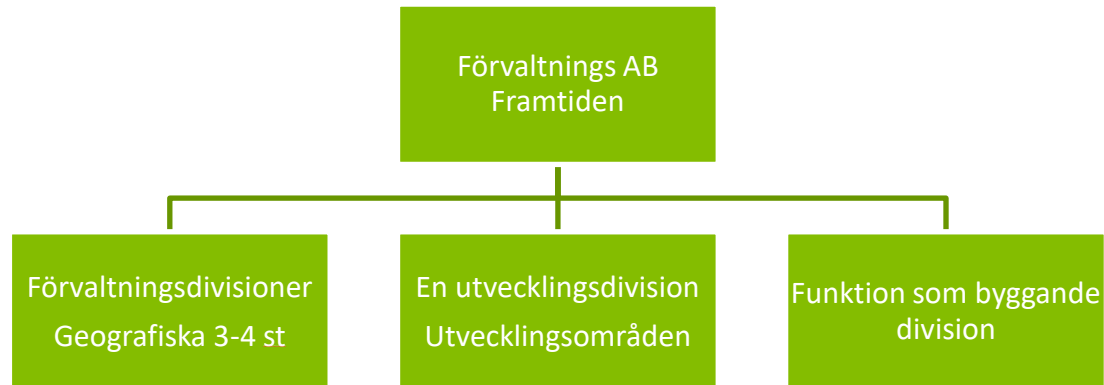 Förvaltnings AB
Framtiden
Förvaltningsdivisioner
Geografiska 3-4 st
En utvecklingsdivision
Utvecklingsområden
Funktion som byggande
division